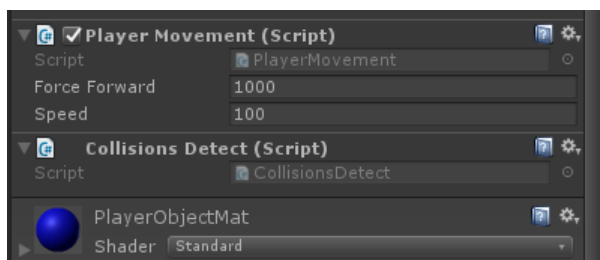 Player Movement (Script)
Script PlayerMovement
Force Forward 1000
Speed 100
Collisions Detect (Script)
Script CollisionsDetect
PlayerObjectMat
Shader Standard